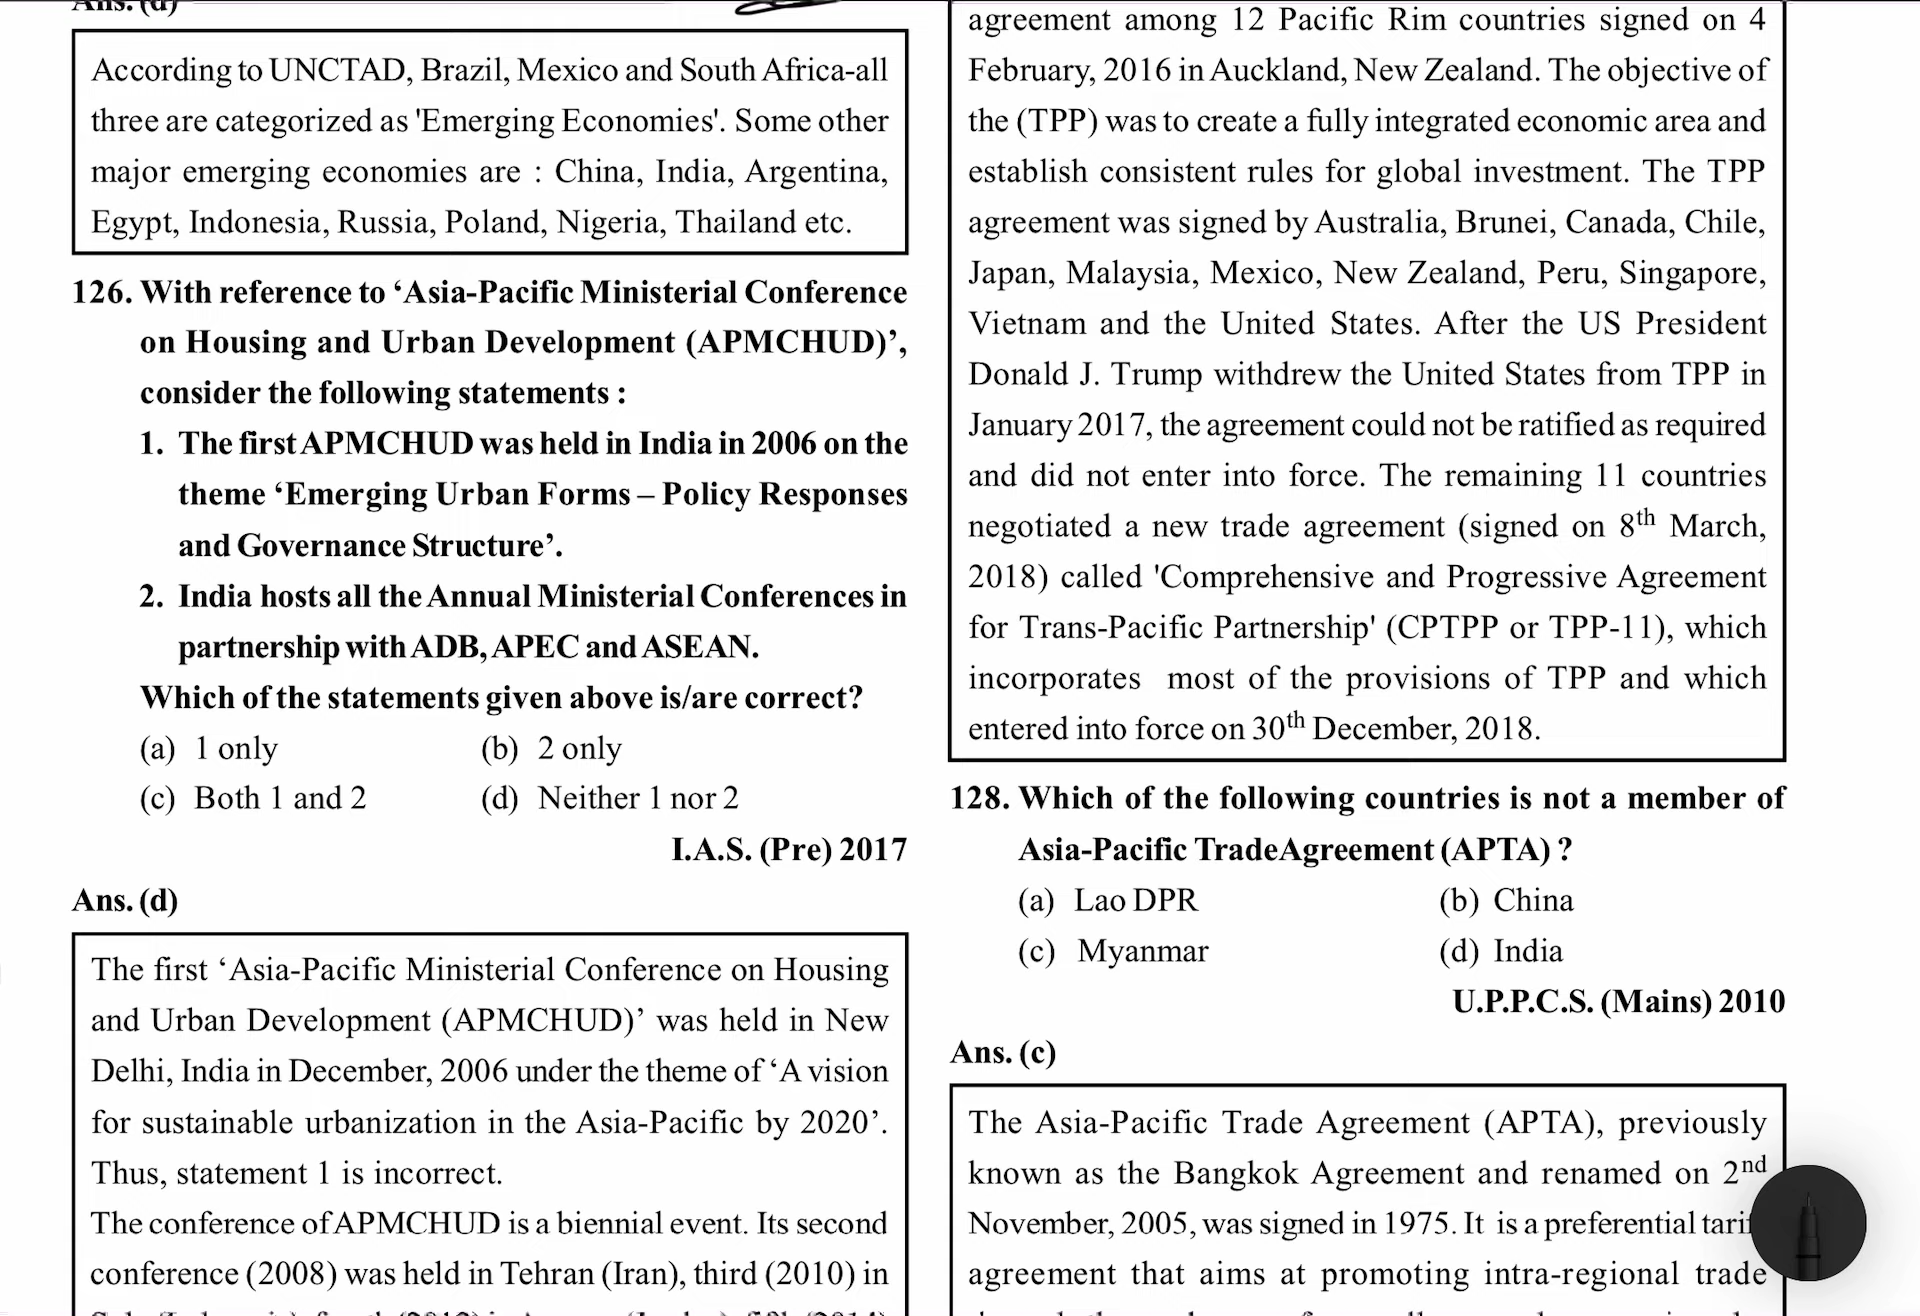 Ans. (d)
According to UNCTAD, Brazil, Mexico and South Africa-all
three are categorized as 'Emerging Economies'. Some other
major emerging economies are : China, India, Argentina,
Egypt, Indonesia, Russia, Poland, Nigeria, Thailand etc.
126. With reference to ‘Asia-Pacific Ministerial Conference
on Housing and Urban Development (APMCHUD)’,
consider the following statements :
1. The first APMCHUD was held in India in 2006 on the
theme ‘Emerging Urban Forms – Policy Responses
and Governance Structure’.
2. India hosts all the Annual Ministerial Conferences in
partnership with ADB, APEC and ASEAN.
Which of the statements given above is/are correct?
(a) 1 only (b) 2 only
(c) Both 1 and 2 (d) Neither 1 nor 2
I.A.S. (Pre) 2017
Ans. (d)
The first ‘Asia-Pacific Ministerial Conference on Housing
and Urban Development (APMCHUD)’ was held in New
Delhi, India in December, 2006 under the theme of ‘A vision
for sustainable urbanization in the Asia-Pacific by 2020’.
Thus, statement 1 is incorrect.
The conference of APMCHUD is a biennial event. Its second
conference (2008) was held in Tehran (Iran), third (2010) in
agreement among 12 Pacific Rim countries signed on 4
February, 2016 in Auckland, New Zealand. The objective of
the (TPP) was to create a fully integrated economic area and
establish consistent rules for global investment. The TPP
agreement was signed by Australia, Brunei, Canada, Chile,
Japan, Malaysia, Mexico, New Zealand, Peru, Singapore,
Vietnam and the United States. After the US President
Donald J. Trump withdrew the United States from TPP in
January 2017, the agreement could not be ratified as required
and did not enter into force. The remaining 11 countries
negotiated a new trade agreement (signed on 8th March,
2018) called 'Comprehensive and Progressive Agreement
for Trans-Pacific Partnership' (CPTPP or TPP-11), which
incorporates most of the provisions of TPP and which
entered into force on 30th December, 2018.
128. Which of the following countries is not a member of
Asia-Pacific Trade Agreement (APTA) ?
(a) Lao DPR (b) China
(c) Myanmar (d) India
U.P.P.C.S. (Mains) 2010
Ans. (c)
The Asia-Pacific Trade Agreement (APTA), previously
known as the Bangkok Agreement and renamed on 2nd
November, 2005, was signed in 1975. It is a preferential tari
agreement that aims at promoting intra-regional trade